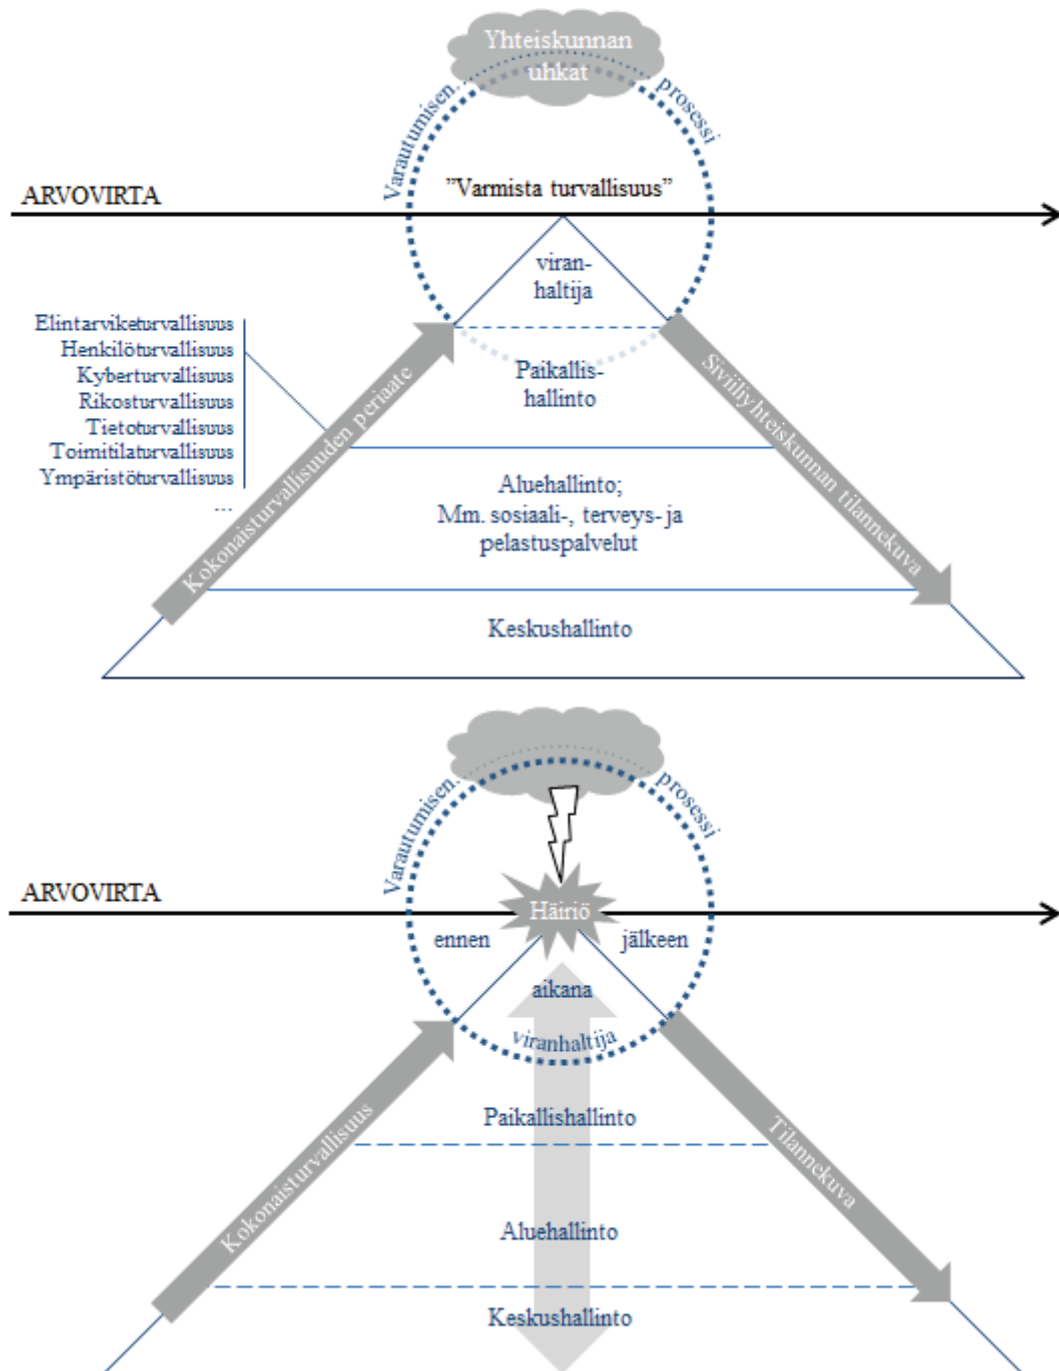 Yhteiskunnan
uhkat
Varautumisen
prosessi
ARVOVIRTA
”Varmista turvallisuus”
viran-
haltija
Elintarviketurvallisuus
Henkilöturvallisuus
Kyberturvallisuus
Rikosturvallisuus
Tietoturvallisuus
Toimitilaturvallisuus
Ympäristöturvallisuus
...
Kokonaisturvallisuuden periaate
Siviiliyhteiskunnan tilannekuva
Paikallis-
hallinto
Aluehallinto;
Mm. sosiaali-, terveys- ja
pelastuspalvelut
Keskushallinto
Varautumisen
prosessi
ARVOVIRTA
Häiriö
ennen
jälkeen
aikana
viranhaltija
Kokonaisturvallisuus
Tilannekuva
Paikallishallinto
Aluehallinto
Keskushallinto